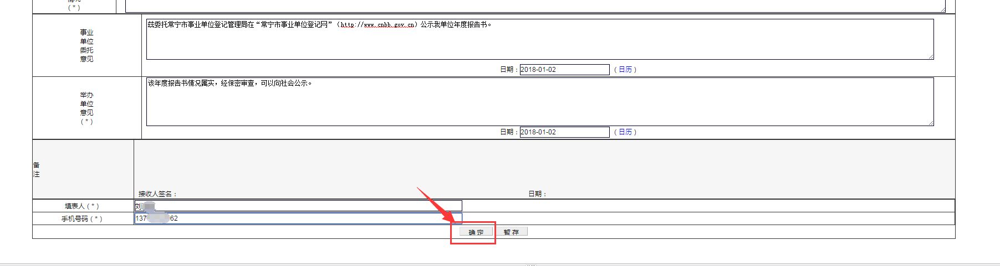 情况
(*)
事业
单位
委托
意见
兹委托常宁市事业单位登记管理局在“常宁市事业单位登记网”（http://www.cnbb.gov.cn）公示我单位年度报告书。
日期：2018-01-02 （日历）
举办
单位
意见
(*)
该年度报告书情况属实，经保密审查，可以向社会公示。
日期：2018-01-02 （日历）
备
注
接收人签名： 日期：
填表人(*) 刘
手机号码(*) 137 62
确定 暂存